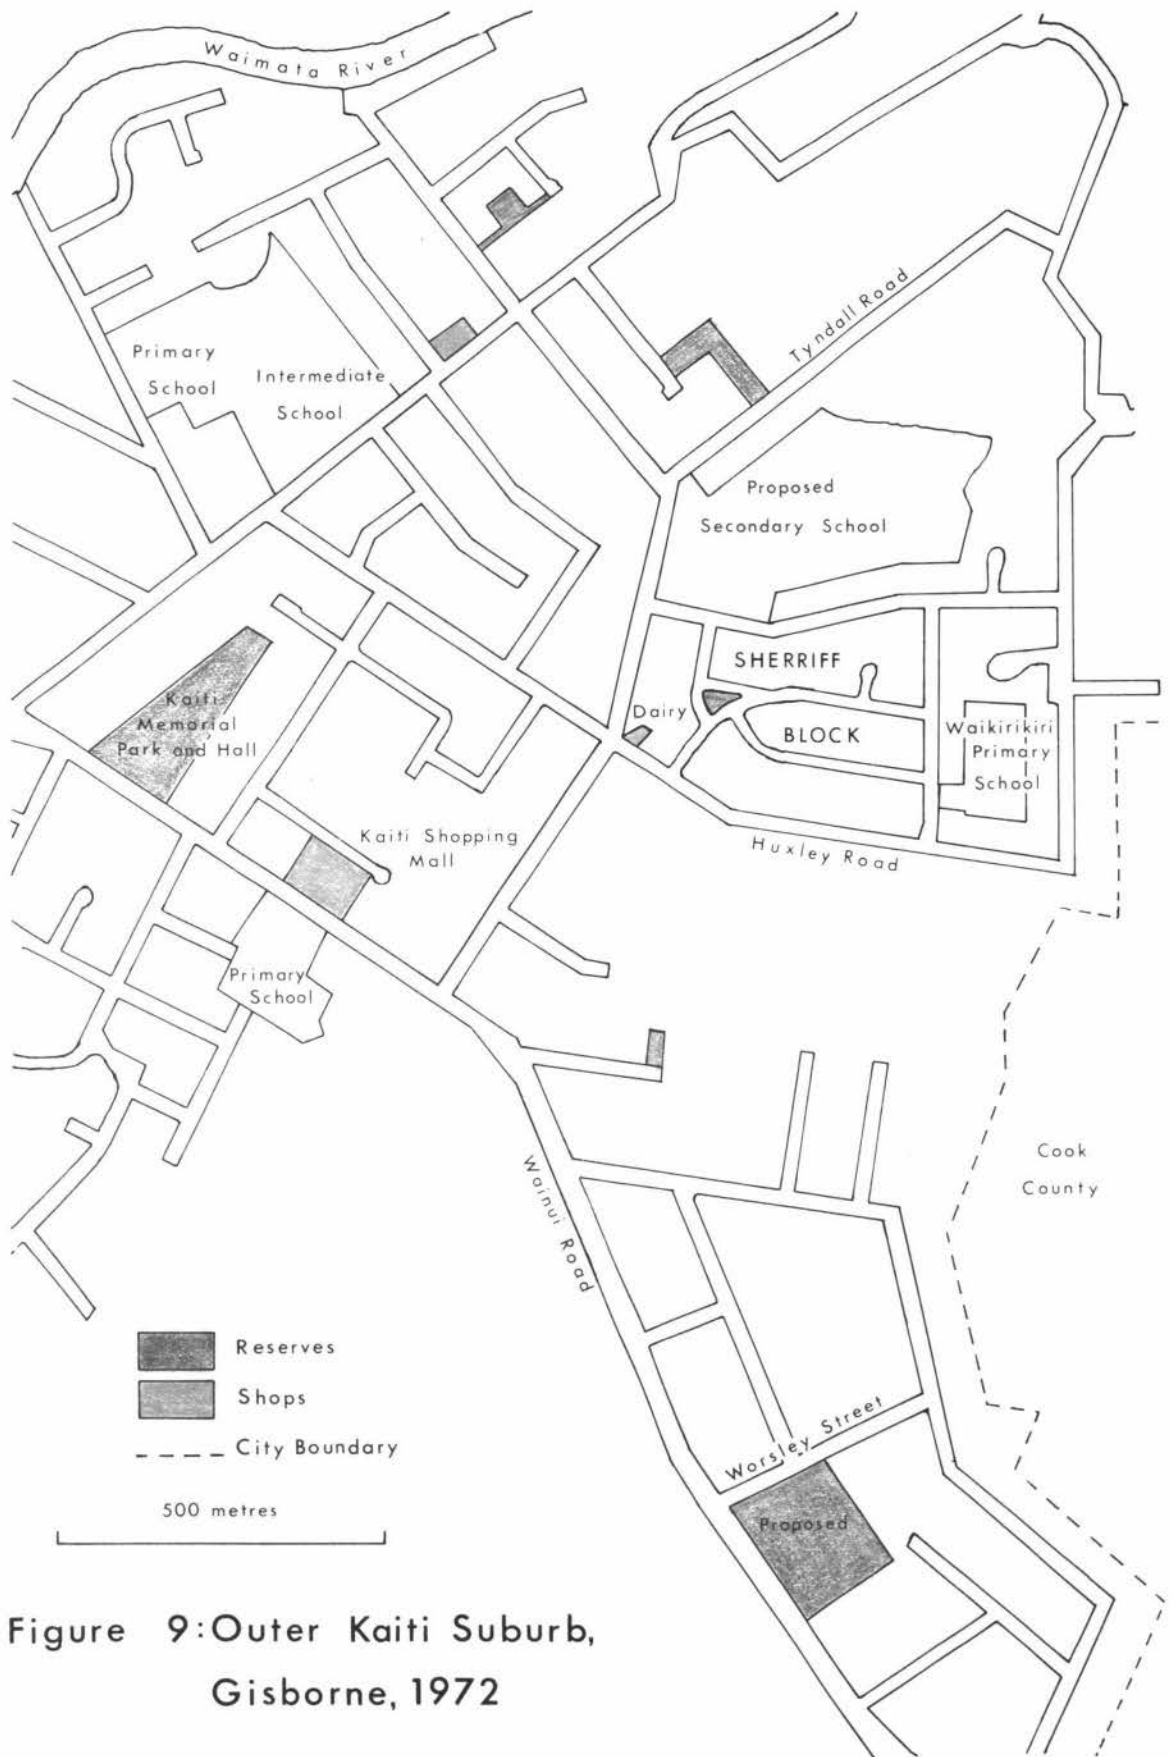 Waimata River
Tyndall Road
Primary
School
Intermediate
School
Proposed
Secondary School
SHERRIFF
BLOCK
Dairy
Waikirikiri
Primary
School
Kaiti
Memorial
Park and Hall
Kaiti Shopping
Mall
Huxley Road
Primary
School
Cook
County
Wainui Road
Reserves
Shops
City Boundary
500 metres
Worsley Street
Proposed
Figure 9:Outer Kaiti Suburb,
Gisborne, 1972